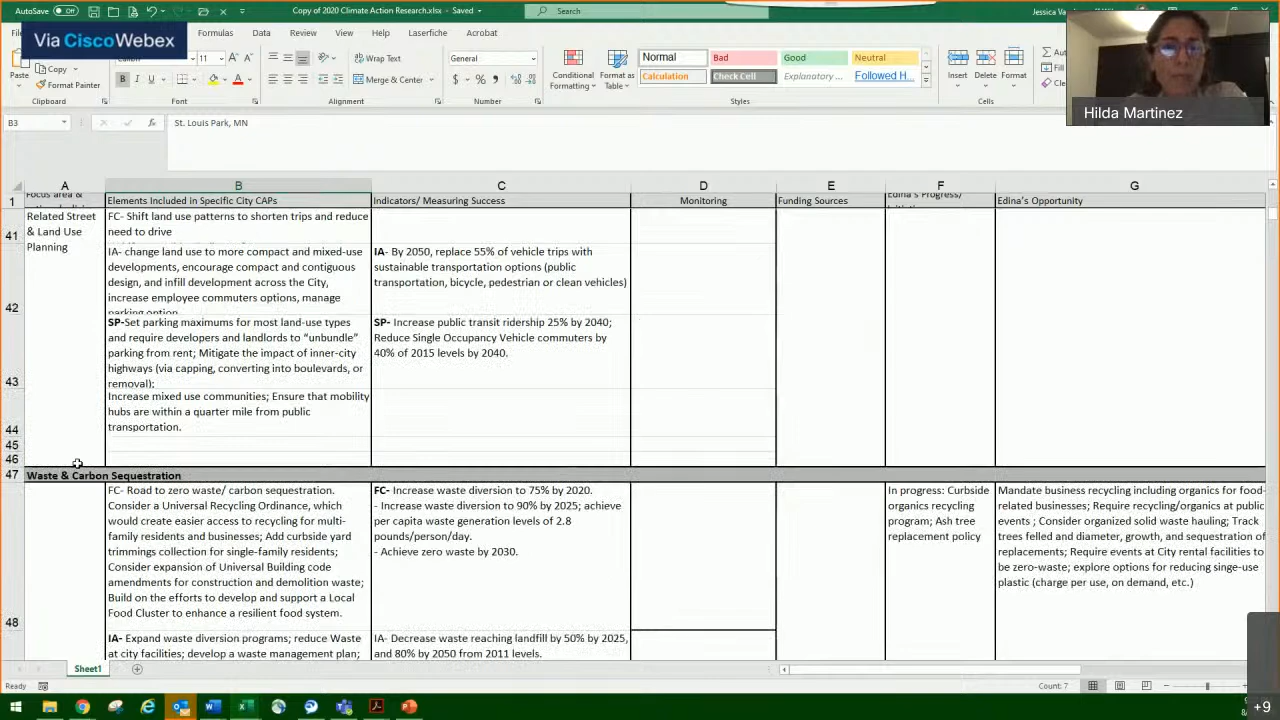 AutoSave Off
Copy of 2020 Climate Action Research.xlsx - Saved
Search
Via CiscoWebex
Formulas Data Review View Help Laserfiche Acrobat
11
Wrap Text
General
Normal Bad Good Neutral
Calculation Check Cell Explanatory ... Followed H...
Paste
Copy
Format Painter
Merge & Center
Conditional Formatting
Format as Table
Insert Delete Format
Clipboard Font Alignment Number Styles Cells
Hilda Martinez
B3
St. Louis Park, MN
A B C D E F G
1
Elements Included in Specific City CAPs
Indicators/ Measuring Success
Monitoring
Funding Sources
Edina's Progress/
Edina's Opportunity
Related Street
& Land Use
Planning
41
FC- Shift land use patterns to shorten trips and reduce
need to drive
42
IA- change land use to more compact and mixed-use
developments, encourage compact and contiguous
design, and infill development across the City,
increase employee commuters options, manage
parking option
IA- By 2050, replace 55% of vehicle trips with
sustainable transportation options (public
transportation, bicycle, pedestrian or clean vehicles)
43
SP-Set parking maximums for most land-use types
and require developers and landlords to “unbundle”
parking from rent; Mitigate the impact of inner-city
highways (via capping, converting into boulevards, or
removal);
SP- Increase public transit ridership 25% by 2040;
Reduce Single Occupancy Vehicle commuters by
40% of 2015 levels by 2040.
44
Increase mixed use communities; Ensure that mobility
hubs are within a quarter mile from public
transportation.
45
46
47
Waste & Carbon Sequestration
48
FC- Road to zero waste/ carbon sequestration.
Consider a Universal Recycling Ordinance, which
would create easier access to recycling for multi-
family residents and businesses; Add curbside yard
trimmings collection for single-family residents;
Consider expansion of Universal Building code
amendments for construction and demolition waste;
Build on the efforts to develop and support a Local
Food Cluster to enhance a resilient food system.
FC- Increase waste diversion to 75% by 2020.
- Increase waste diversion to 90% by 2025; achieve
per capita waste generation levels of 2.8
pounds/person/day.
- Achieve zero waste by 2030.
In progress: Curbside
organics recycling
program; Ash tree
replacement policy
Mandate business recycling including organics for food-
related businesses; Require recycling/organics at public
events ; Consider organized solid waste hauling; Track
trees felled and diameter, growth, and sequestration of
replacements; Require events at City rental facilities to
be zero-waste; explore options for reducing singe-use
plastic (charge per use, on demand, etc.)
IA- Expand waste diversion programs; reduce Waste
at city facilities; develop a waste management plan;
IA- Decrease waste reaching landfill by 50% by 2025,
and 80% by 2050 from 2011 levels.
Sheet1
Ready
Count: 7
+9